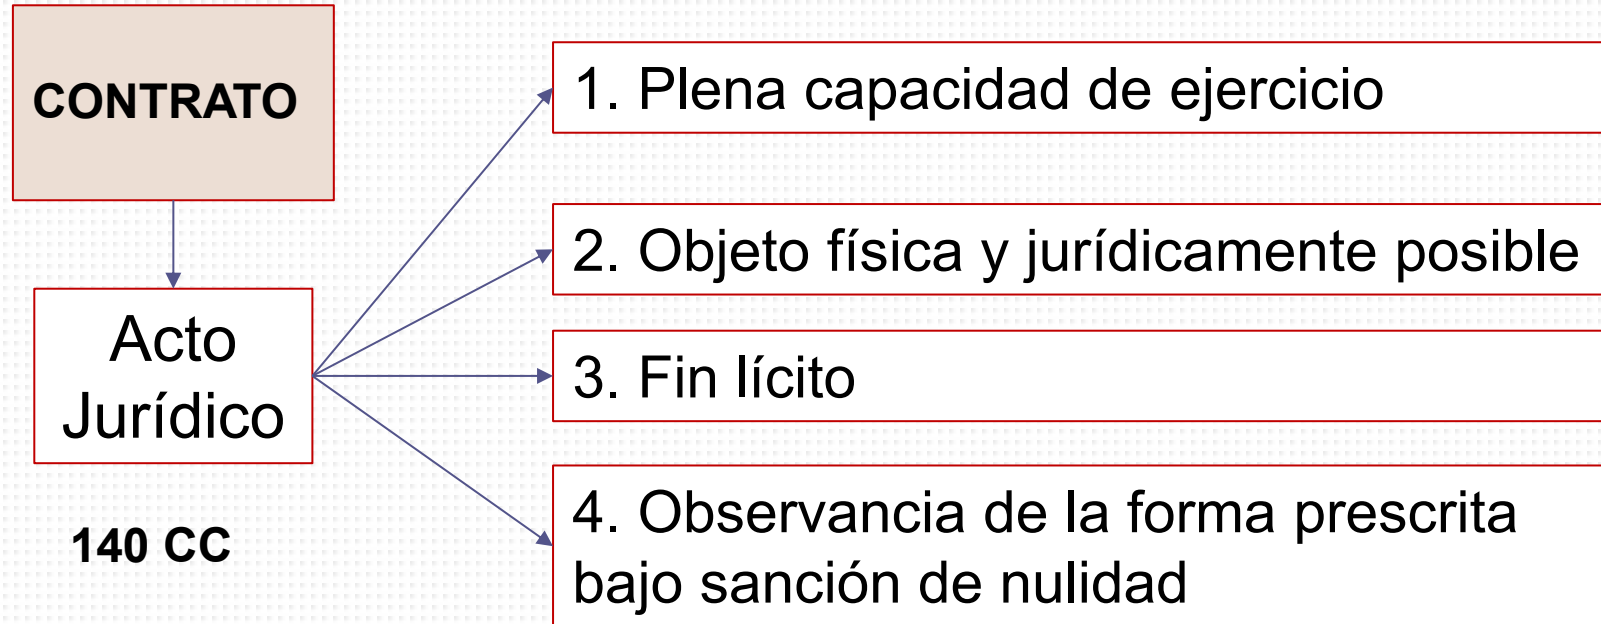 CONTRATO
Acto
Jurídico
140 CC
1. Plena capacidad de ejercicio
2. Objeto física y jurídicamente posible
3. Fin lícito
4. Observancia de la forma prescrita
bajo sanción de nulidad